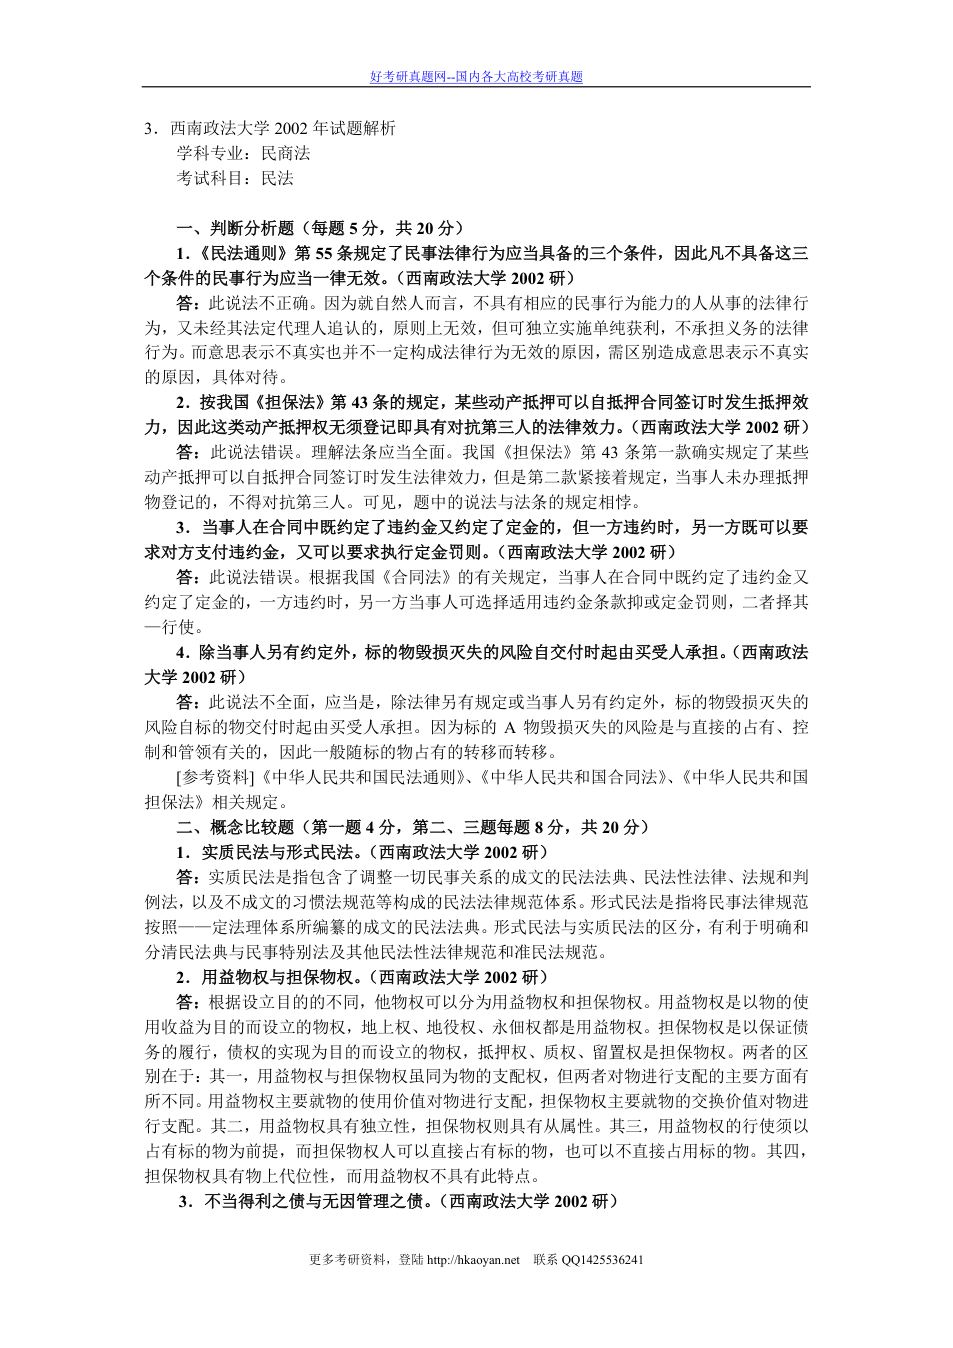 好考研真题网--国内各大高校考研真题
3．西南政法大学 2002 年试题解析
学科专业：民商法
考试科目：民法
一、判断分析题（每题 5 分，共 20 分）
1．《民法通则》第 55 条规定了民事法律行为应当具备的三个条件，因此凡不具备这三
个条件的民事行为应当一律无效。（西南政法大学 2002 研）
答：此说法不正确。因为就自然人而言，不具有相应的民事行为能力的人从事的法律行
为，又未经其法定代理人追认的，原则上无效，但可独立实施单纯获利，不承担义务的法律
行为。而意思表示不真实也并不一定构成法律行为无效的原因，需区别造成意思表示不真实
的原因，具体对待。
2．按我国《担保法》第 43 条的规定，某些动产抵押可以自抵押合同签订时发生抵押效
力，因此这类动产抵押权无须登记即具有对抗第三人的法律效力。（西南政法大学 2002 研）
答：此说法错误。理解法条应当全面。我国《担保法》第 43 条第一款确实规定了某些
动产抵押可以自抵押合同签订时发生法律效力，但是第二款紧接着规定，当事人未办理抵押
物登记的，不得对抗第三人。可见，题中的说法与法条的规定相悖。
3．当事人在合同中既约定了违约金又约定了定金的，但一方违约时，另一方既可以要
求对方支付违约金，又可以要求执行定金罚则。（西南政法大学 2002 研）
答：此说法错误。根据我国《合同法》的有关规定，当事人在合同中既约定了违约金又
约定了定金的，一方违约时，另一方当事人可选择适用违约金条款抑或定金罚则，二者择其
—行使。
4．除当事人另有约定外，标的物毁损灭失的风险自交付时起由买受人承担。（西南政法
大学 2002 研）
答：此说法不全面，应当是，除法律另有规定或当事人另有约定外，标的物毁损灭失的
风险自标的物交付时起由买受人承担。因为标的 A 物毁损灭失的风险是与直接的占有、控
制和管领有关的，因此一般随标的物占有的转移而转移。
[参考资料]《中华人民共和国民法通则》、《中华人民共和国合同法》、《中华人民共和国
担保法》相关规定。
二、概念比较题（第一题 4 分，第二、三题每题 8 分，共 20 分）
1．实质民法与形式民法。（西南政法大学 2002 研）
答：实质民法是指包含了调整一切民事关系的成文的民法法典、民法性法律、法规和判
例法，以及不成文的习惯法规范等构成的民法法律规范体系。形式民法是指将民事法律规范
按照——定法理体系所编纂的成文的民法法典。形式民法与实质民法的区分，有利于明确和
分清民法典与民事特别法及其他民法性法律规范和准民法规范。
2．用益物权与担保物权。（西南政法大学 2002 研）
答：根据设立目的的不同，他物权可以分为用益物权和担保物权。用益物权是以物的使
用收益为目的而设立的物权，地上权、地役权、永佃权都是用益物权。担保物权是以保证债
务的履行，债权的实现为目的而设立的物权，抵押权、质权、留置权是担保物权。两者的区
别在于：其一，用益物权与担保物权虽同为物的支配权，但两者对物进行支配的主要方面有
所不同。用益物权主要就物的使用价值对物进行支配，担保物权主要就物的交换价值对物进
行支配。其二，用益物权具有独立性，担保物权则具有从属性。其三，用益物权的行使须以
占有标的物为前提，而担保物权人可以直接占有标的物，也可以不直接占用标的物。其四，
担保物权具有物上代位性，而用益物权不具有此特点。
3．不当得利之债与无因管理之债。（西南政法大学 2002 研）
更多考研资料，登陆 http://hkaoyan.net 联系 QQ1425536241